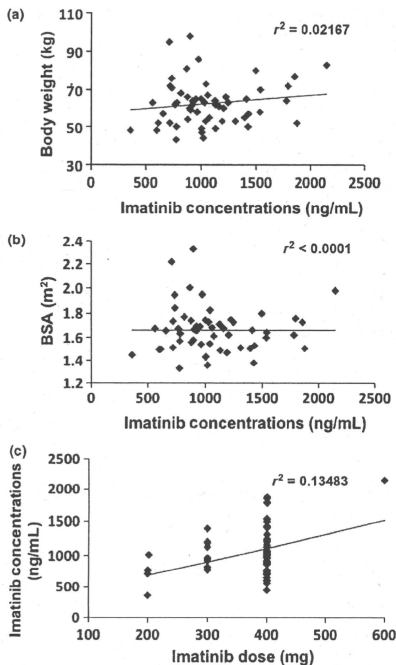 (a)
r² = 0.02167
Body weight (kg)
110
90
70
50
30
0
500
1000
1500
2000
2500
Imatinib concentrations (ng/mL)
(b)
r² < 0.0001
BSA (m²)
2.4
2.2
2.0
1.8
1.6
1.4
1.2
0
500
1000
1500
2000
2500
Imatinib concentrations (ng/mL)
(c)
r² = 0.13483
Imatinib concentrations
(ng/mL)
2500
2000
1500
1000
500
0
100
200
300
400
500
600
Imatinib dose (mg)